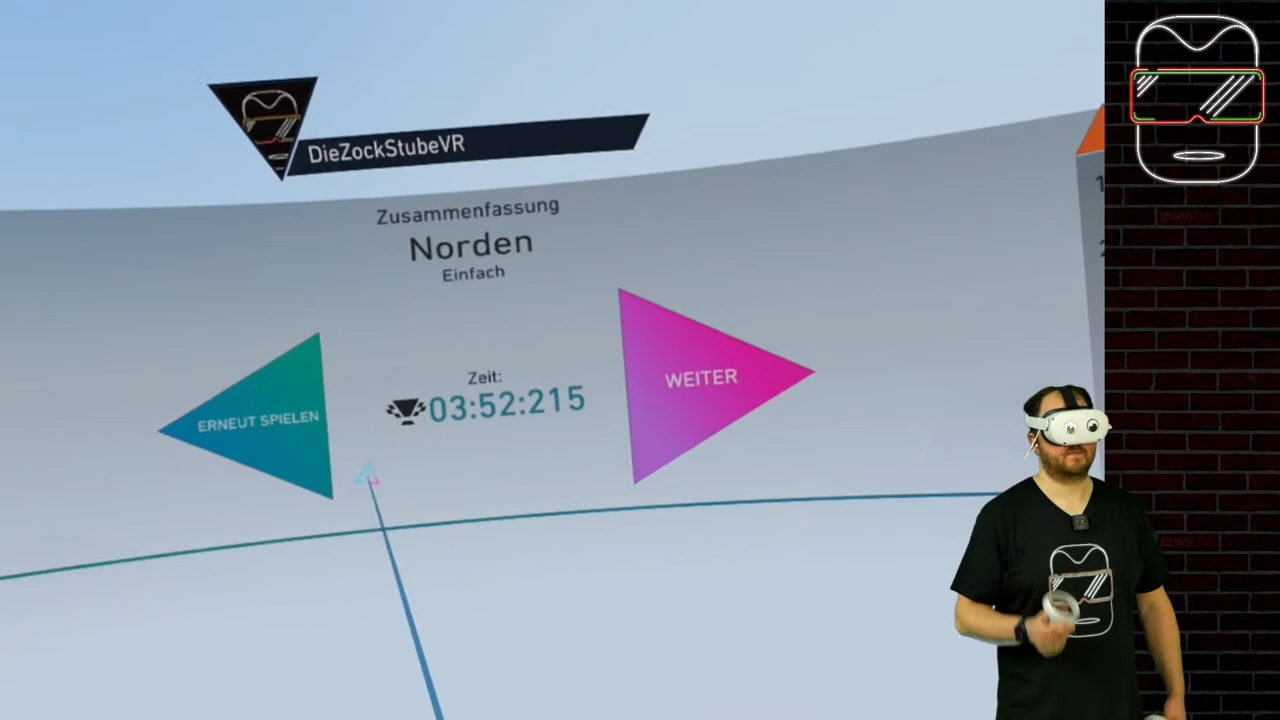 DieZockStubeVR
Zusammenfassung
Norden
Einfach
ERNEUT SPIELEN
Zeit:
03:52:215
WEITER